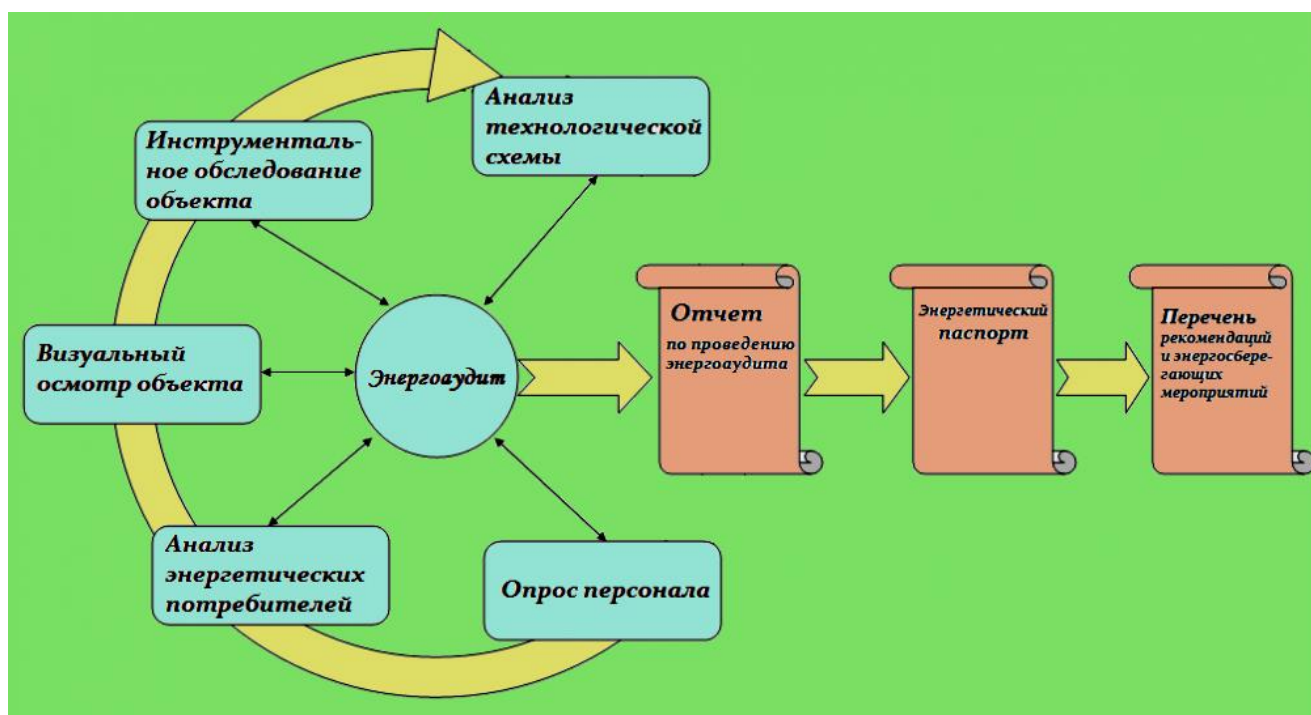 Анализ
технологической
схемы
Инструменталь-
ное обследование
объекта
Визуальный
осмотр объекта
Энергоаудит
Анализ
энергетических
потребителей
Опрос персонала
Отчет
по проведению
энергоаудита
Энергетический
паспорт
Перечень
рекомендаций
и энергосбере-
гающих
мероприятий